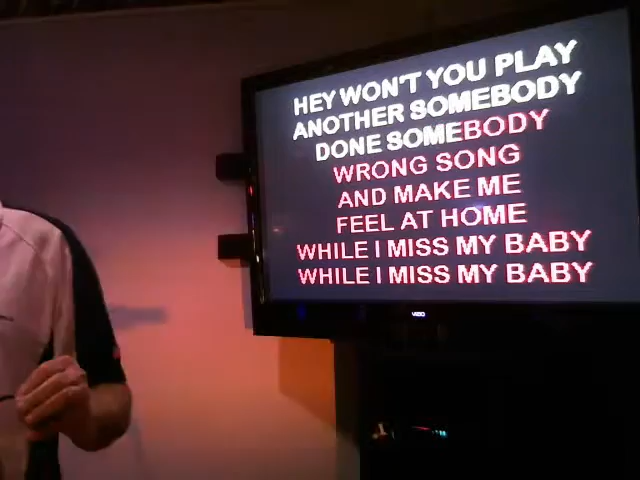 HEY WON'T YOU PLAY
ANOTHER SOMEBODY
DONE SOMEBODY
WRONG SONG
AND MAKE ME
FEEL AT HOME
WHILE I MISS MY BABY
WHILE I MISS MY BABY
VIZIO